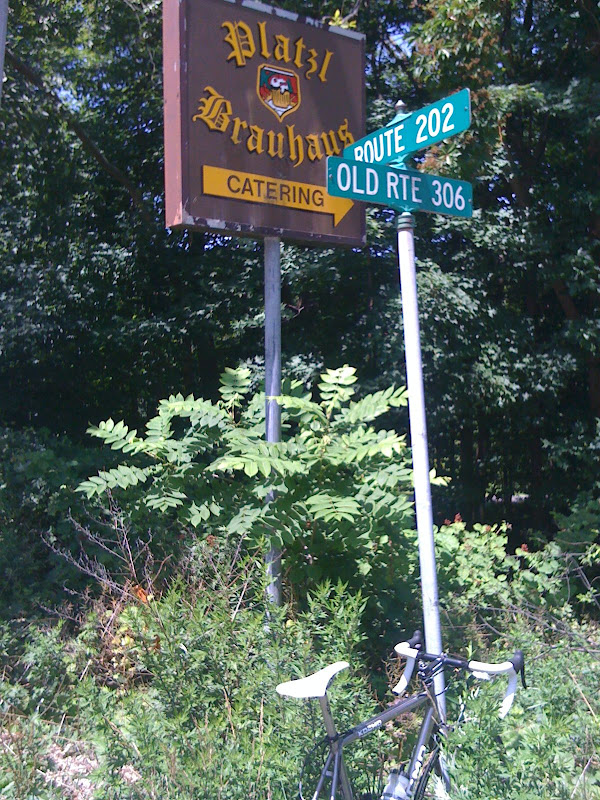 Platzl
Brauhaus
CATERING
ROUTE 202
OLD RTE 306